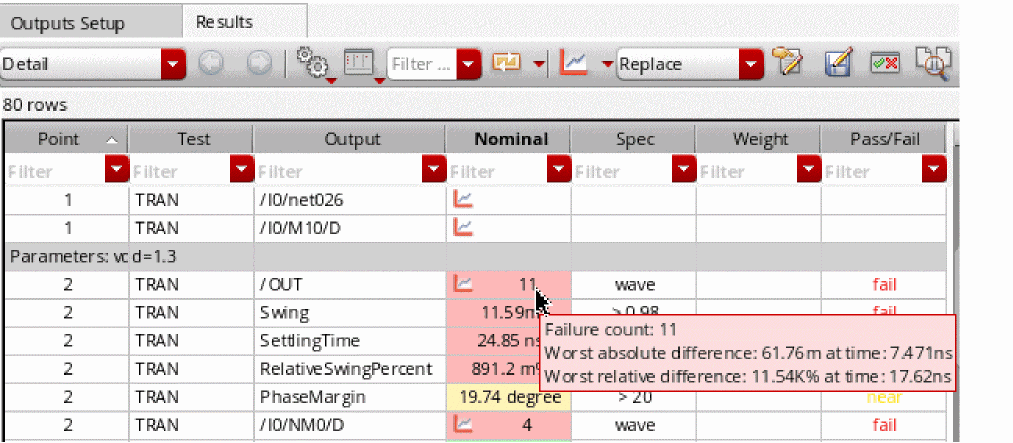 Outputs Setup Results
Detail Filter ... Replace
80 rows
Point Test Output Nominal Spec Weight Pass/Fail
Filter Filter Filter Filter Filter Filter Filter
1 TRAN /I0/net026
1 TRAN /I0/M10/D
Parameters: vdd=1.3
2 TRAN /OUT 11 wave fail
2 TRAN Swing 11.59m > 0.98 fail
2 TRAN SettlingTime 24.85 ns
2 TRAN RelativeSwingPercent 891.2 m%
2 TRAN PhaseMargin 19.74 degree > 20 near
2 TRAN /I0/NM0/D 4 wave fail
Failure count: 11
Worst absolute difference: 61.76m at time: 7.471ns
Worst relative difference: 11.54K% at time: 17.62ns